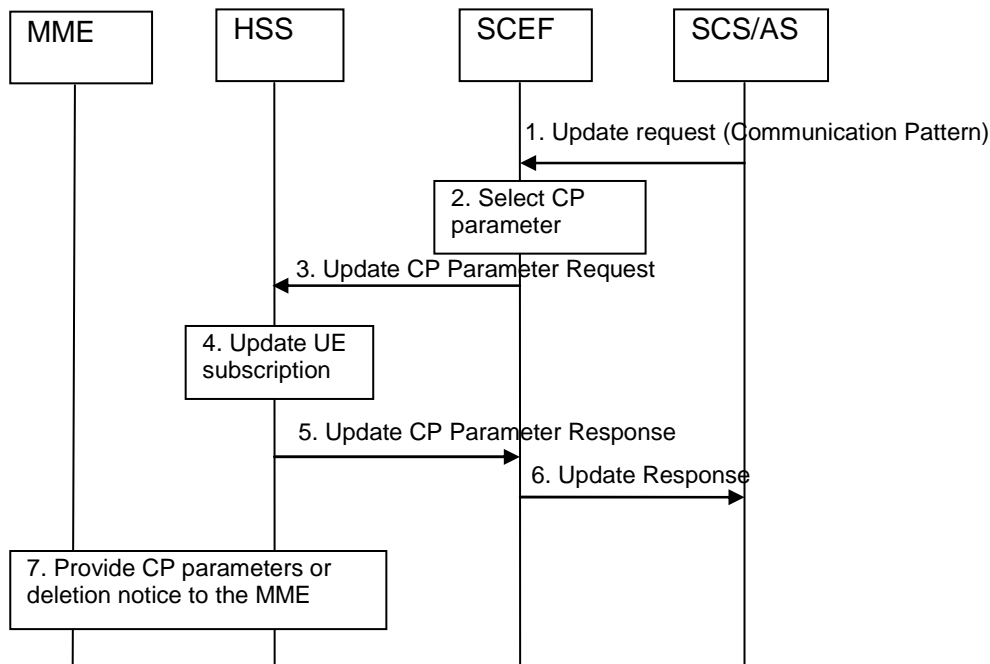 MME
HSS
SCEF
SCS/AS
1. Update request (Communication Pattern)
2. Select CP
parameter
3. Update CP Parameter Request
4. Update UE
subscription
5. Update CP Parameter Response
6. Update Response
7. Provide CP parameters or
deletion notice to the MME